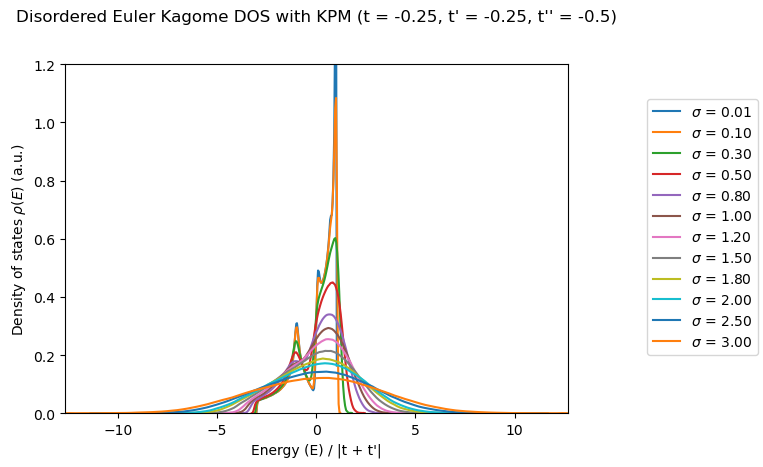 Disordered Euler Kagome DOS with KPM (t = -0.25, t' = -0.25, t'' = -0.5)
1.2
1.0
0.8
0.6
0.4
0.2
0.0
Density of states ρ(E) (a.u.)
−10
−5
0
5
10
Energy (E) / |t + t'|
σ = 0.01
σ = 0.10
σ = 0.30
σ = 0.50
σ = 0.80
σ = 1.00
σ = 1.20
σ = 1.50
σ = 1.80
σ = 2.00
σ = 2.50
σ = 3.00